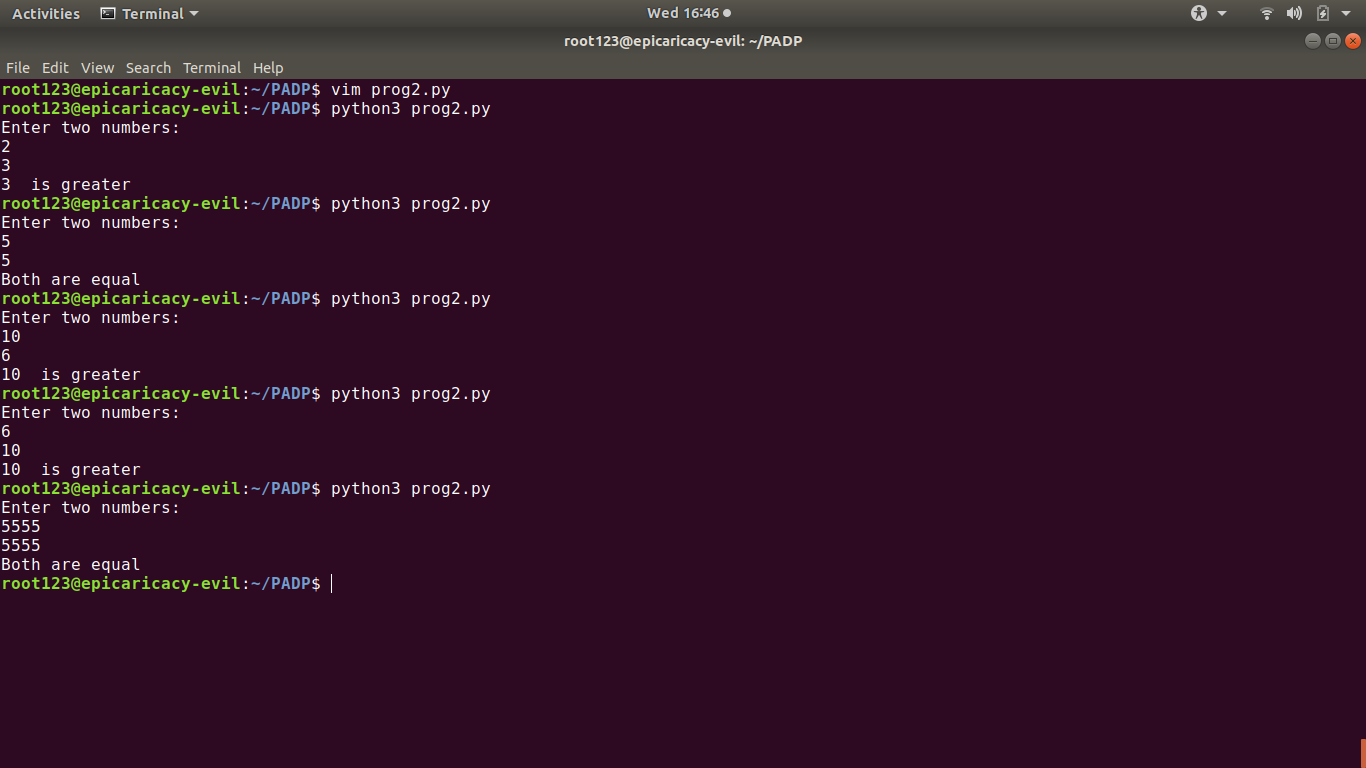 Activities Terminal Wed 16:46
root123@epicaricacy-evil: ~/PADP
File Edit View Search Terminal Help
root123@epicaricacy-evil:~/PADP$ vim prog2.py
root123@epicaricacy-evil:~/PADP$ python3 prog2.py
Enter two numbers:
2
3
3  is greater
root123@epicaricacy-evil:~/PADP$ python3 prog2.py
Enter two numbers:
5
5
Both are equal
root123@epicaricacy-evil:~/PADP$ python3 prog2.py
Enter two numbers:
10
6
10  is greater
root123@epicaricacy-evil:~/PADP$ python3 prog2.py
Enter two numbers:
6
10
10  is greater
root123@epicaricacy-evil:~/PADP$ python3 prog2.py
Enter two numbers:
5555
5555
Both are equal
root123@epicaricacy-evil:~/PADP$